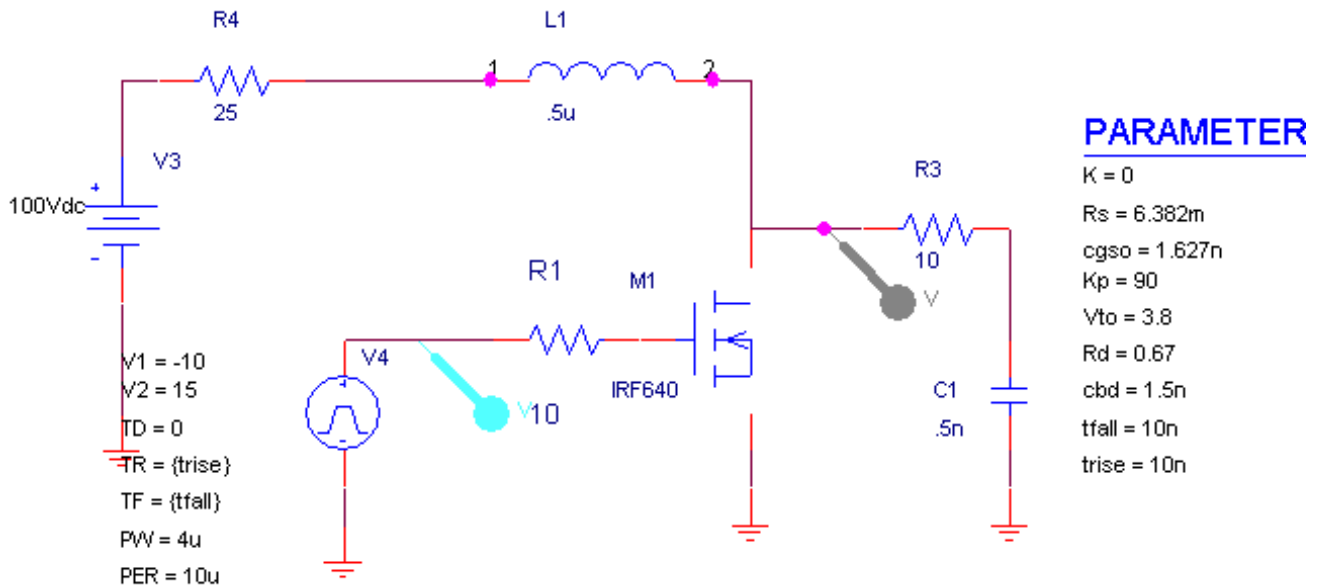 R4
L1
1
2
25
.5u
V3
100Vdc
+
-
R3
10
V
R1
M1
V4
IRF640
V
10
C1
.5n
V1 = -10
V2 = 15
TD = 0
TR = {trise}
TF = {tfall}
PW = 4u
PER = 10u
PARAMETER
K = 0
Rs = 6.382m
cgso = 1.627n
Kp = 90
Vto = 3.8
Rd = 0.67
cbd = 1.5n
tfall = 10n
trise = 10n